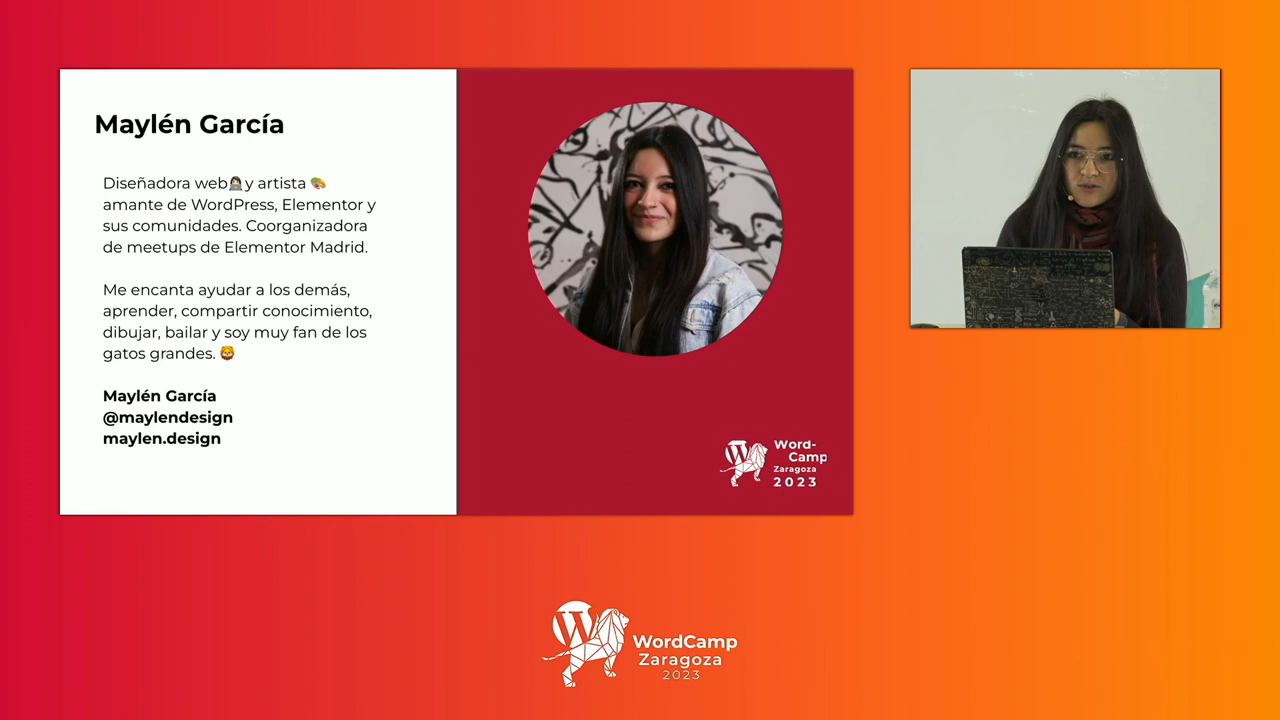 Maylén García
Diseñadora web👩🏻‍💻y artista 🎨
amante de WordPress, Elementor y
sus comunidades. Coorganizadora
de meetups de Elementor Madrid.
Me encanta ayudar a los demás,
aprender, compartir conocimiento,
dibujar, bailar y soy muy fan de los
gatos grandes. 🦁
Maylén García
@maylendesign
maylen.design
Word-
Camp
Zaragoza
2023
WordCamp
Zaragoza
2023